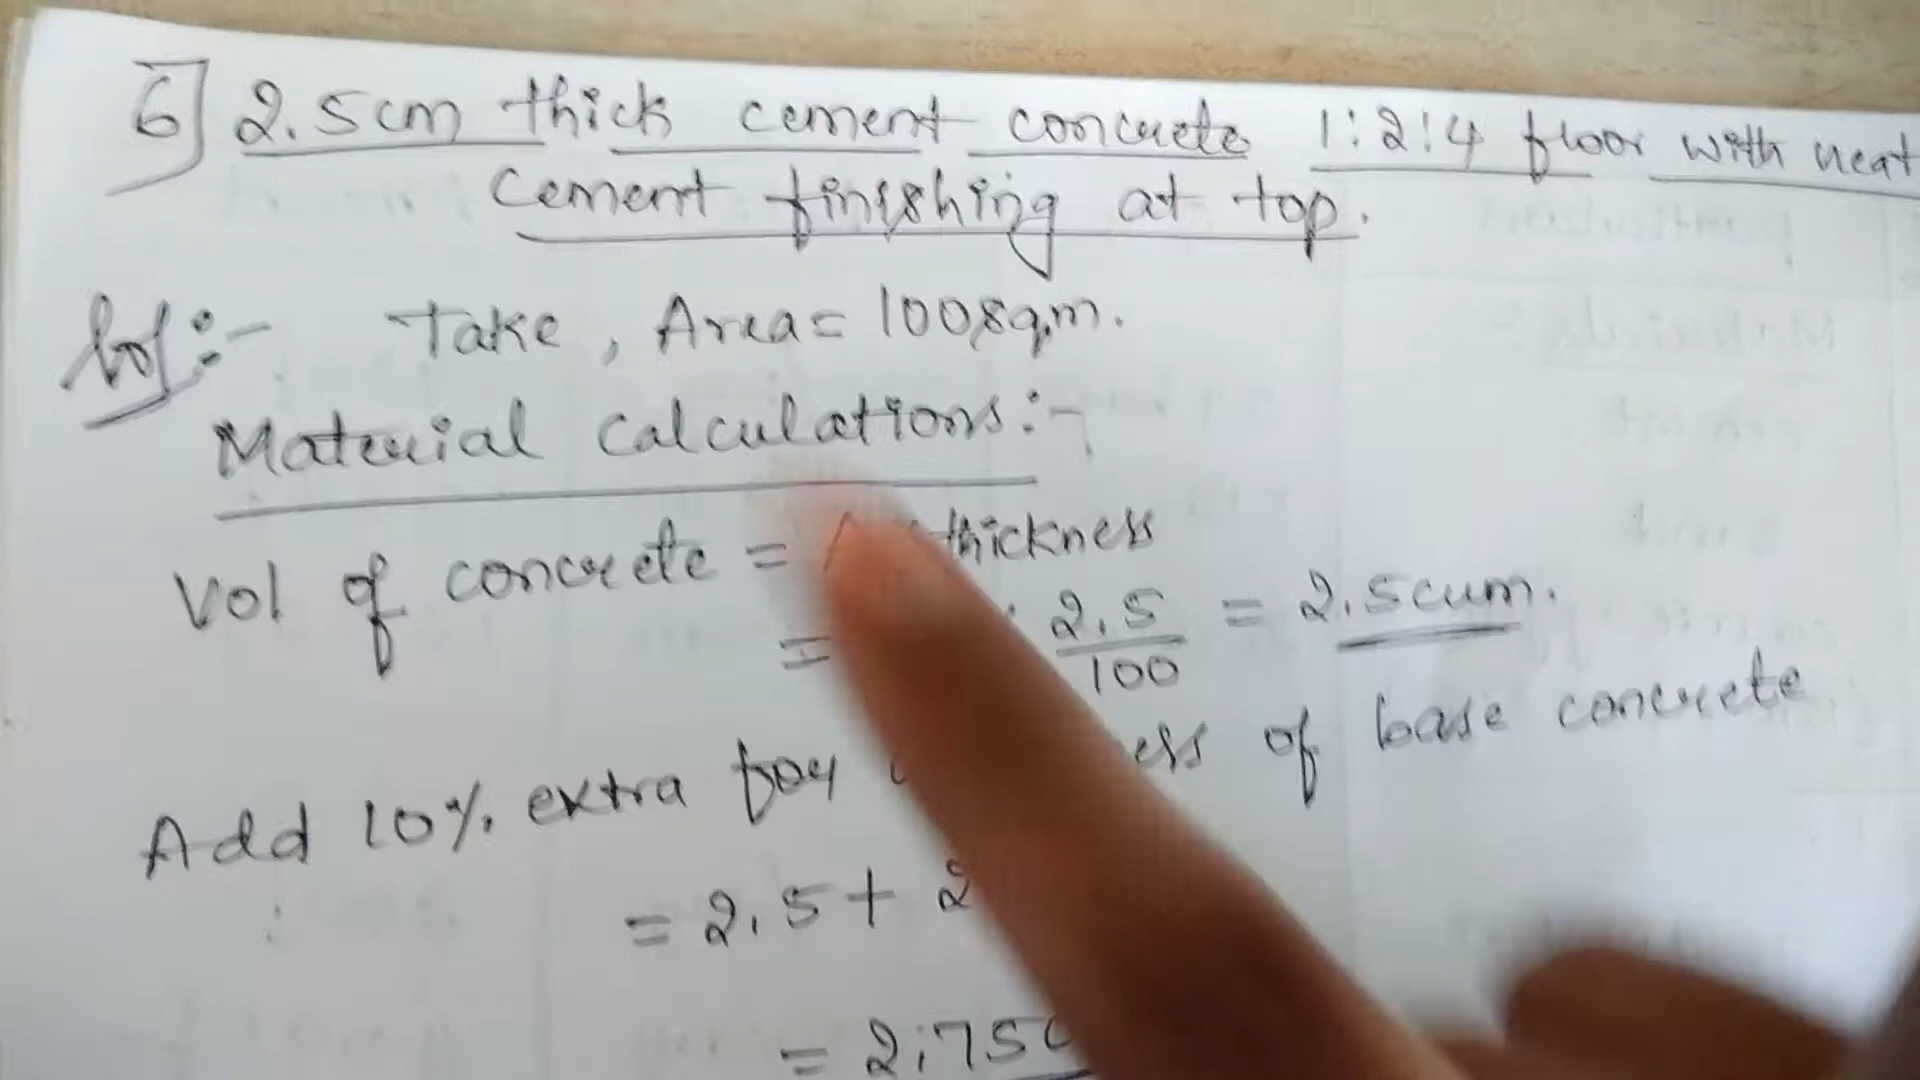 6] 2.5cm thick cement concrete 1:2:4 floor with neat
cement finishing at top.
Sol:- Take, Area= 100sq.m.
Material Calculations:-
Vol of concrete = thickness
= 2.5/100 = 2.5cum.
Add 10% extra for of base concrete
= 2.5+
= 2.75